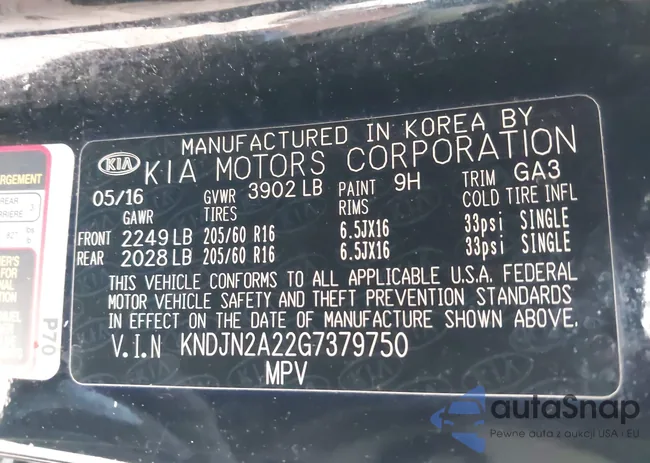 MANUFACTURED IN KOREA BY
KIA KIA MOTORS CORPORATION
05/16 GVWR 3902 LB PAINT 9H TRIM GA3
GAWR TIRES RIMS COLD TIRE INFL
FRONT 2249 LB 205/60 R16 6.5JX16 33psi SINGLE
REAR 2028 LB 205/60 R16 6.5JX16 33psi SINGLE
THIS VEHICLE CONFORMS TO ALL APPLICABLE U.S.A. FEDERAL
MOTOR VEHICLE SAFETY AND THEFT PREVENTION STANDARDS
IN EFFECT ON THE DATE OF MANUFACTURE SHOWN ABOVE.
V.I.N KNDJN2A22G7379750
MPV
P70
autaSnap
Pewne auta z aukcji USA i EU